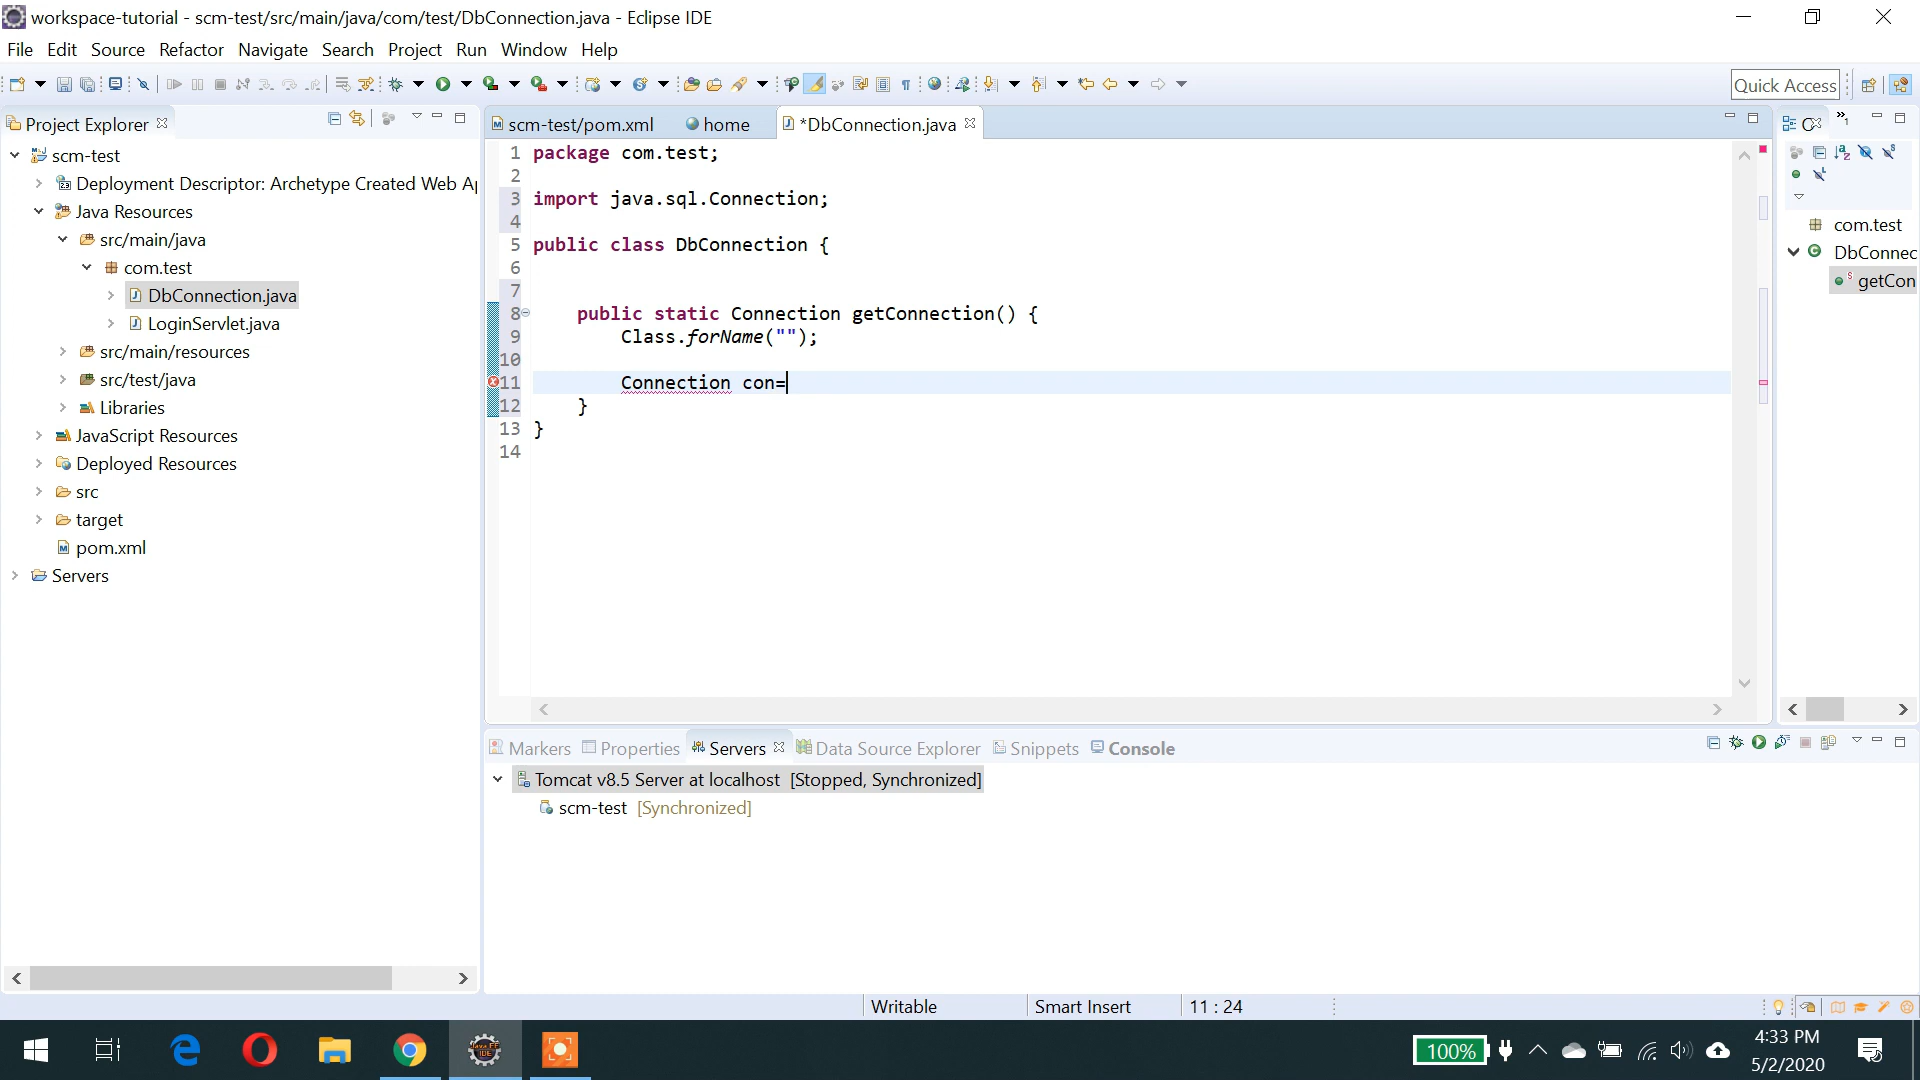 workspace-tutorial - scm-test/src/main/java/com/test/DbConnection.java - Eclipse IDE
File Edit Source Refactor Navigate Search Project Run Window Help
Quick Access
Project Explorer
scm-test/pom.xml home *DbConnection.java
scm-test
Deployment Descriptor: Archetype Created Web A
Java Resources
src/main/java
com.test
DbConnection.java
LoginServlet.java
src/main/resources
src/test/java
Libraries
JavaScript Resources
Deployed Resources
src
target
pom.xml
Servers
1 package com.test;
2
3 import java.sql.Connection;
4
5 public class DbConnection {
6
7
8 public static Connection getConnection() {
9 Class.forName("");
10
11 Connection con=
12 }
13 }
14
com.test
DbConnec
getCon
Markers Properties Servers Data Source Explorer Snippets Console
Tomcat v8.5 Server at localhost [Stopped, Synchronized]
scm-test [Synchronized]
Writable Smart Insert 11 : 24
Java EE
IDE
100%
4:33 PM
5/2/2020